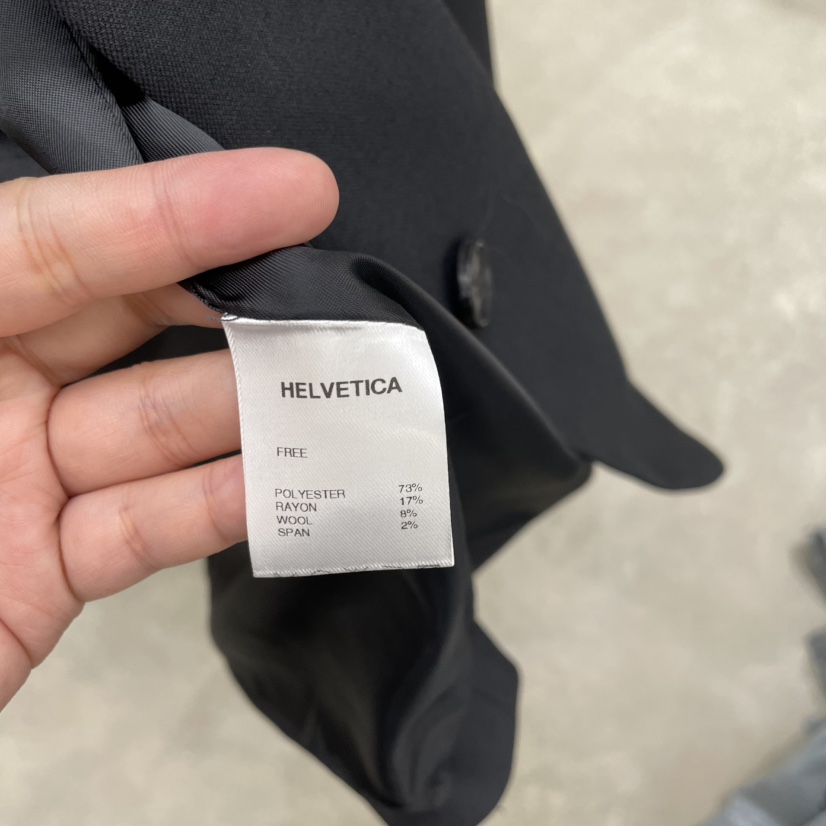 HELVETICA
FREE
POLYESTER 73%
RAYON 17%
WOOL 8%
SPAN 2%